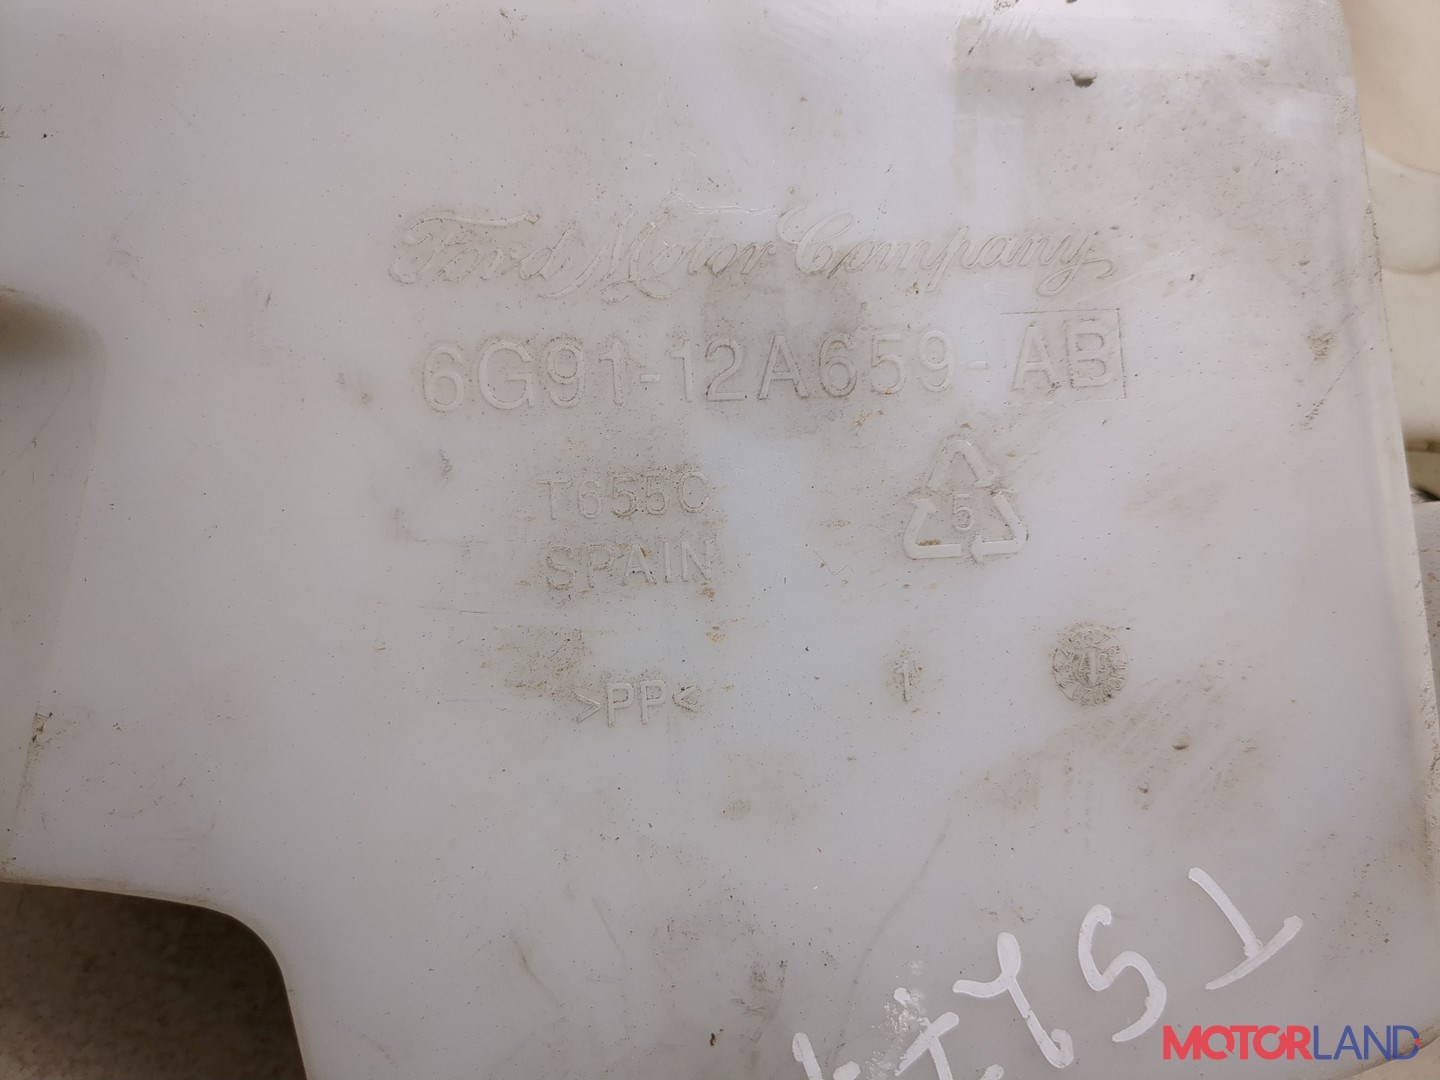 Ford Motor Company
6G91-12A659-AB
T655C
5
SPAIN
>PP<
1
MOTORLAND